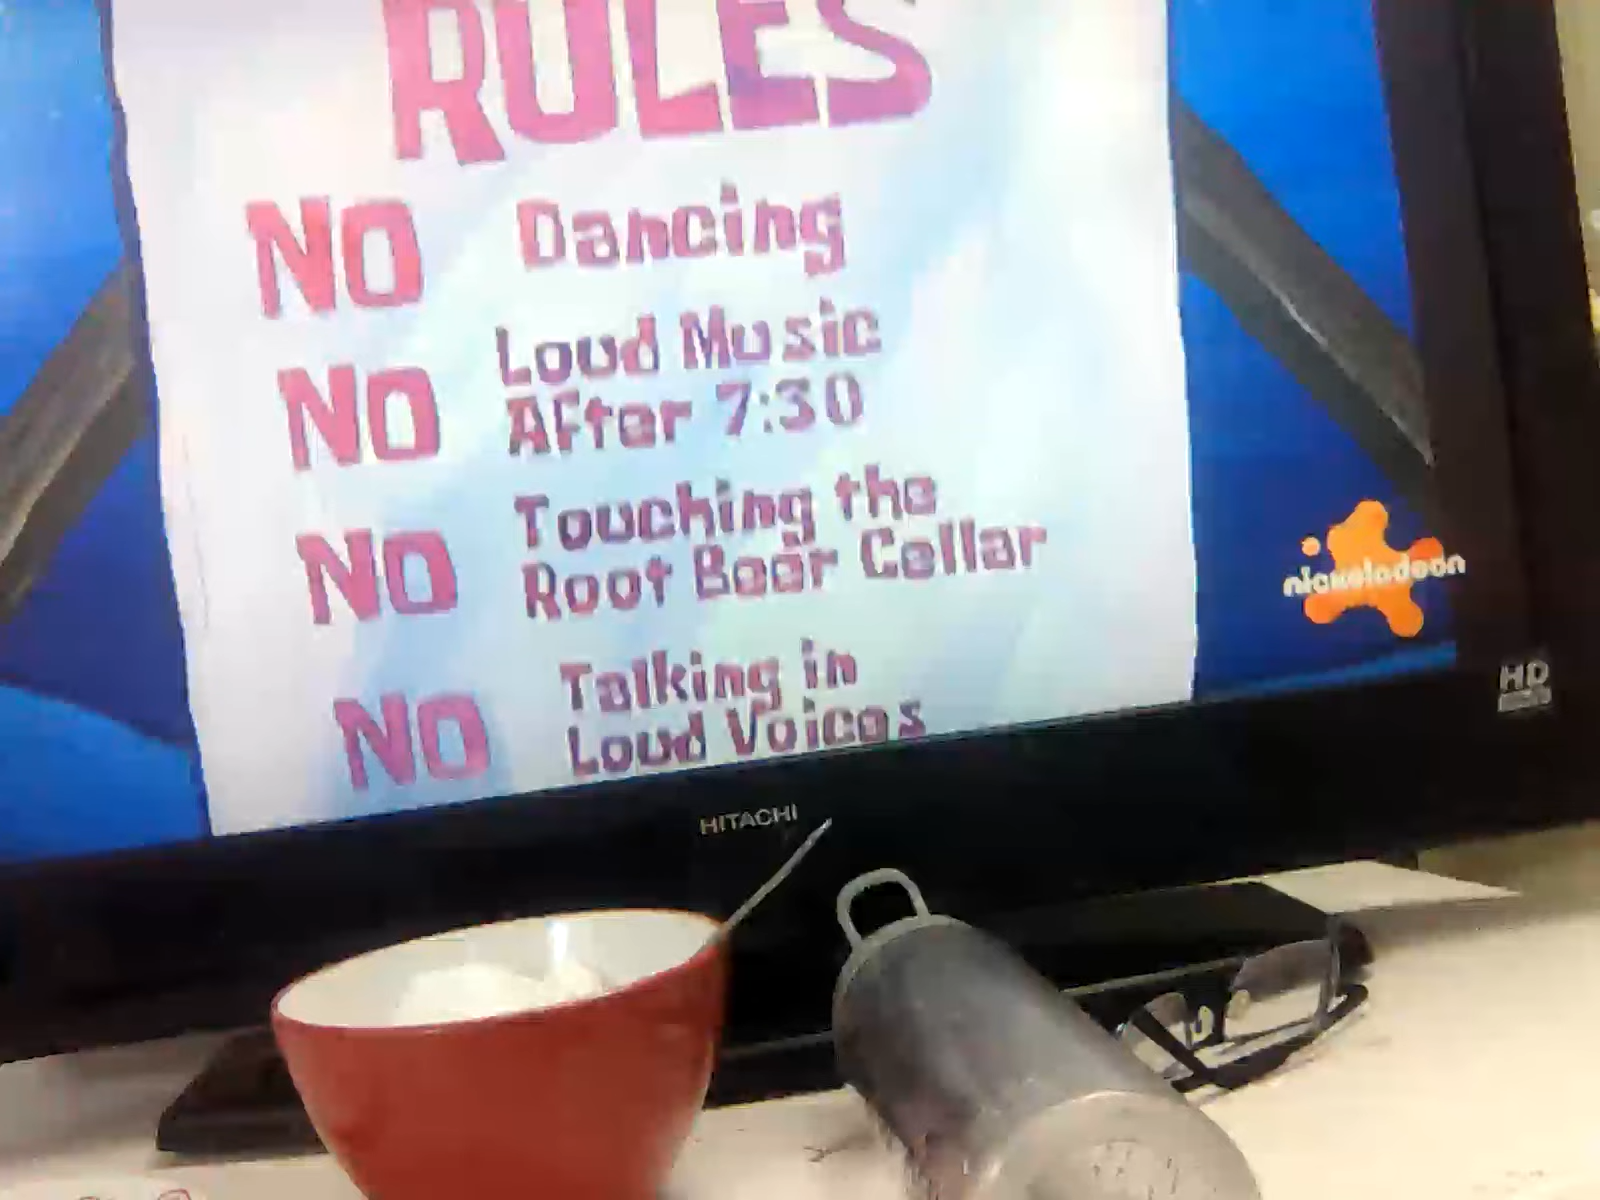 RULES
NO Dancing
NO Loud Music
After 7:30
NO Touching the
Root Beer Cellar
NO Talking in
Loud Voices
nickelodeon
HD
HITACHI